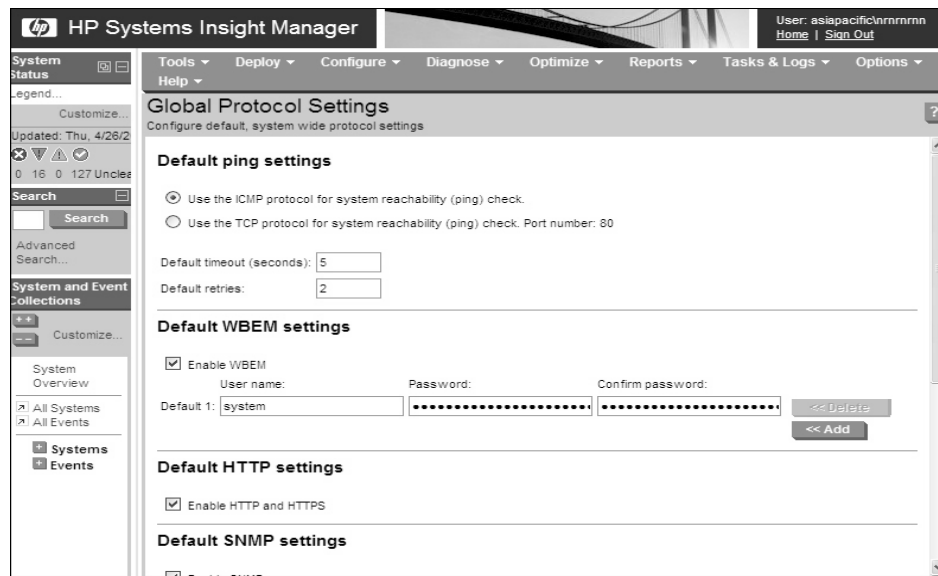 hp HP Systems Insight Manager
User: asiapacific\nrnrnrnn
Home | Sign Out
System Status
Legend...
Customize...
Updated: Thu, 4/26/2
0 16 0 127 Unclea
Search
Search
Advanced
Search...
System and Event
Collections
Customize...
System
Overview
All Systems
All Events
Systems
Events
Tools Deploy Configure Diagnose Optimize Reports Tasks & Logs Options
Help
Global Protocol Settings
?
Configure default, system wide protocol settings
Default ping settings
Use the ICMP protocol for system reachability (ping) check.
Use the TCP protocol for system reachability (ping) check. Port number: 80
Default timeout (seconds): 5
Default retries: 2
Default WBEM settings
Enable WBEM
User name: Password: Confirm password:
Default 1: system << Delete
<< Add
Default HTTP settings
Enable HTTP and HTTPS
Default SNMP settings